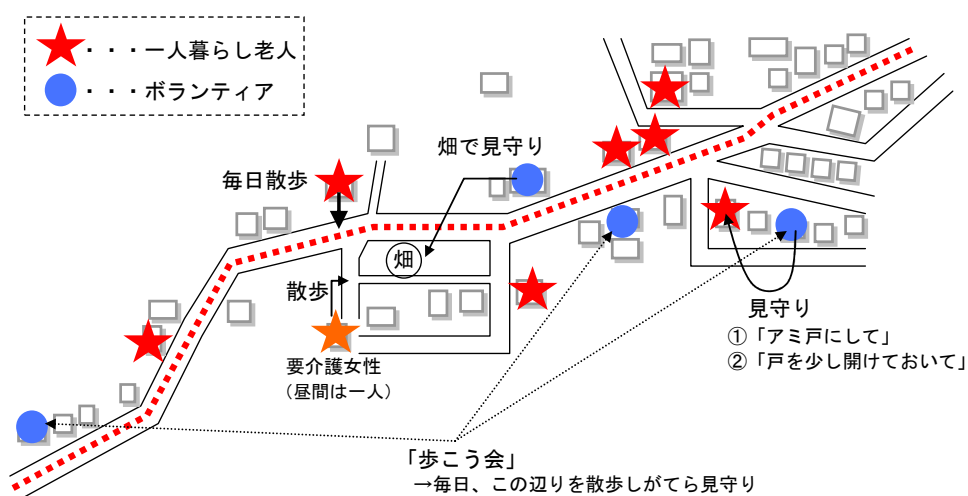 ・・・一人暮らし老人
・・・ボランティア
畑で見守り
毎日散歩
畑
散歩
要介護女性
（昼間は一人）
見守り
①「アミ戸にして」
②「戸を少し開けておいて」
「歩こう会」
→毎日、この辺りを散歩しがてら見守り